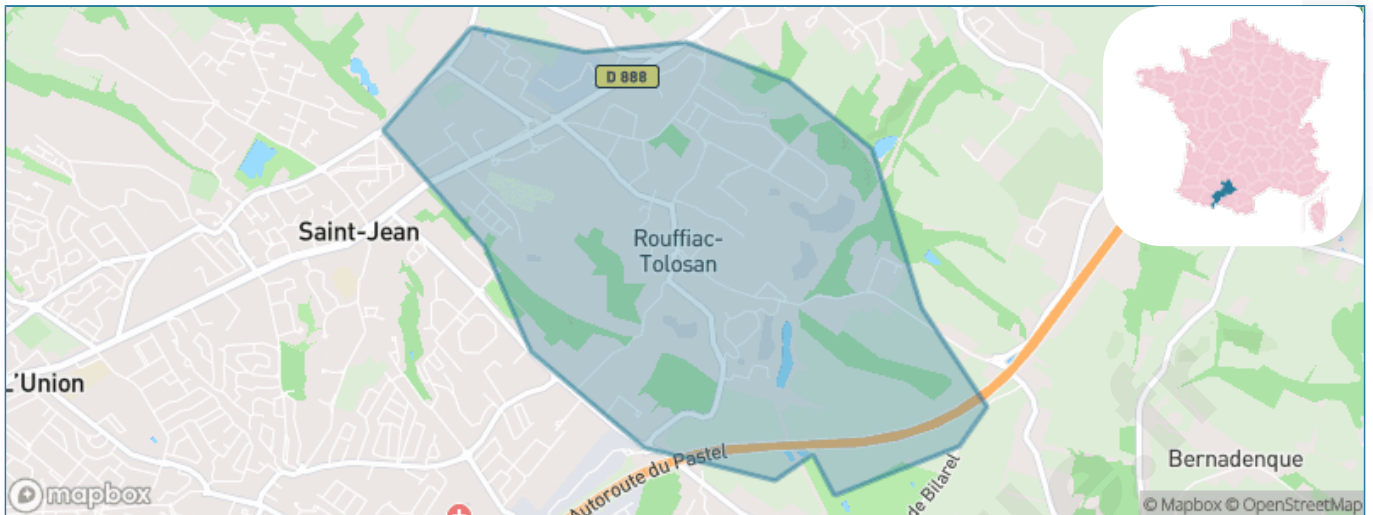 D 888
Saint-Jean
Rouffiac-
Tolosan
L'Union
Autoroute du Pastel
de Bilarel
Bernadenque
mapbox
© Mapbox © OpenStreetMap